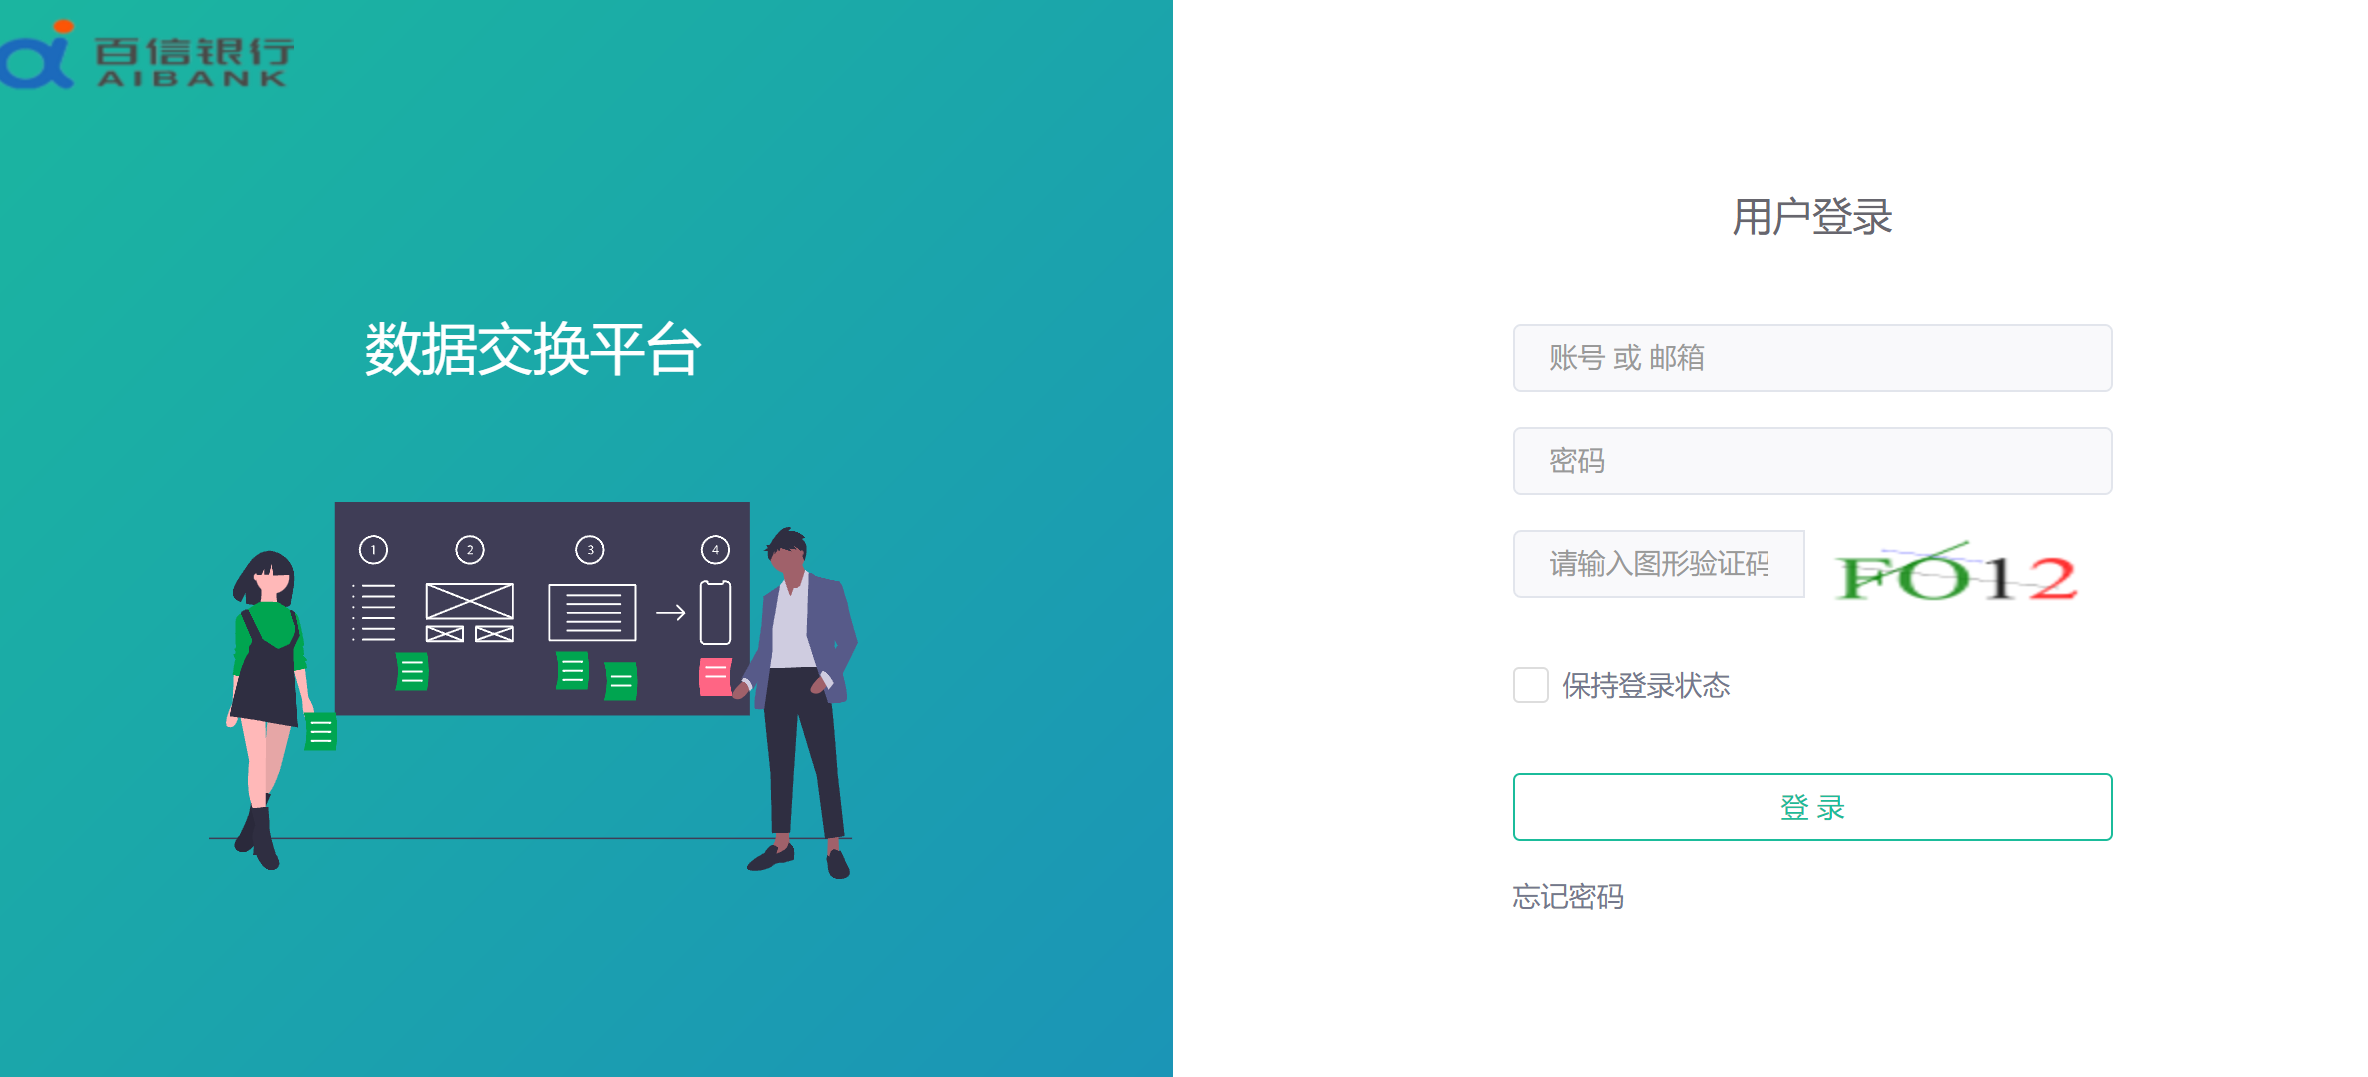 百信银行
AIBANK
数据交换平台
1 2 3 4
用户登录
账号 或 邮箱
密码
请输入图形验证码
FO12
保持登录状态
登 录
忘记密码